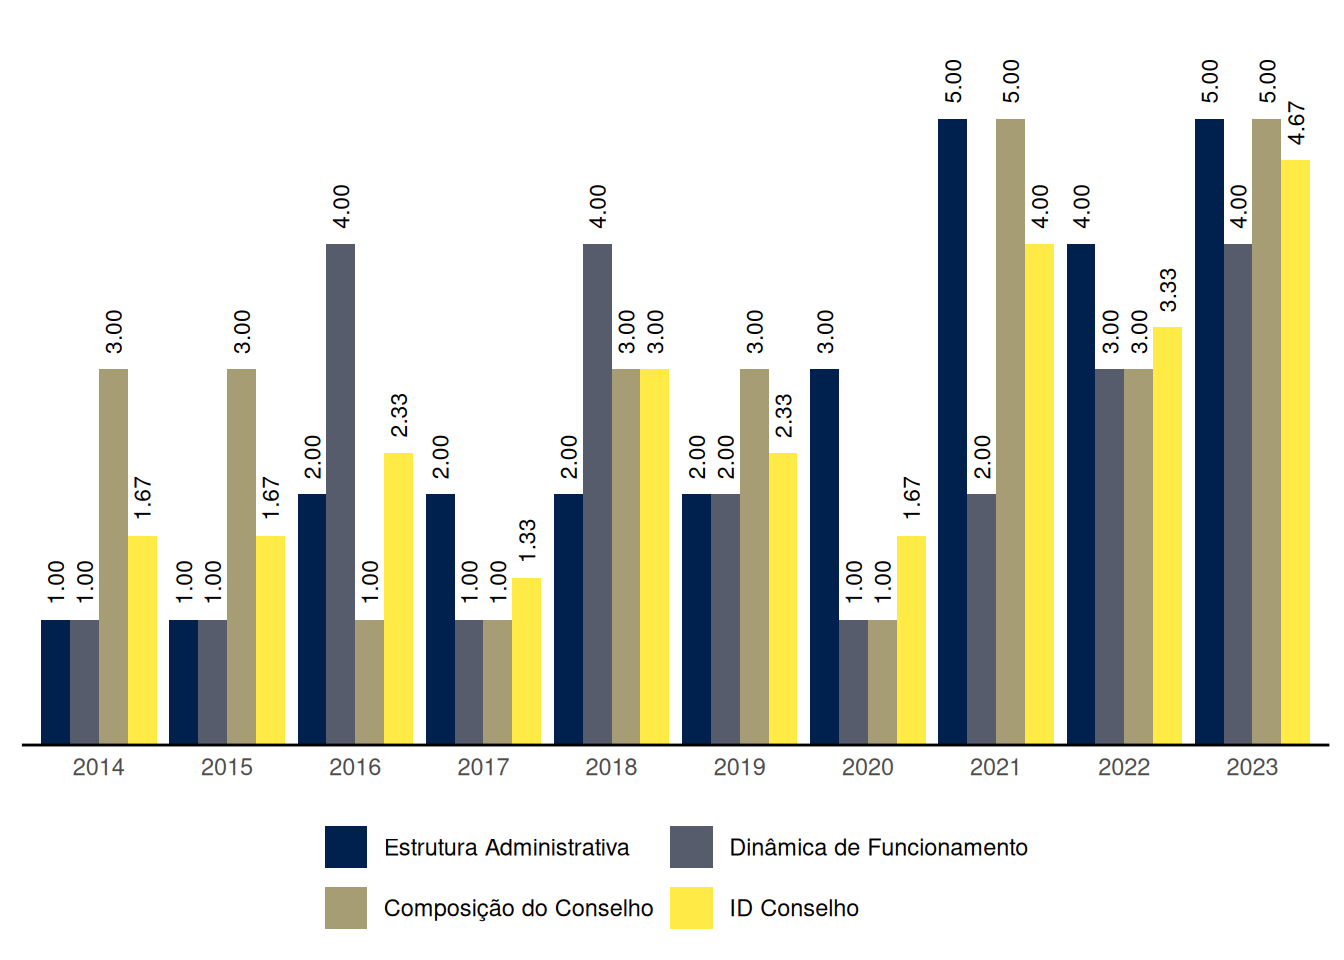 1.00 1.00 3.00 1.67
1.00 1.00 3.00 1.67
2.00 4.00 1.00 2.33
2.00 1.00 1.00 1.33
2.00 4.00 3.00 3.00
2.00 2.00 3.00 2.33
3.00 1.00 1.00 1.67
5.00 2.00 5.00 4.00
4.00 3.00 3.00 3.33
5.00 4.00 5.00 4.67
2014 2015 2016 2017 2018 2019 2020 2021 2022 2023
Estrutura Administrativa Dinâmica de Funcionamento
Composição do Conselho ID Conselho